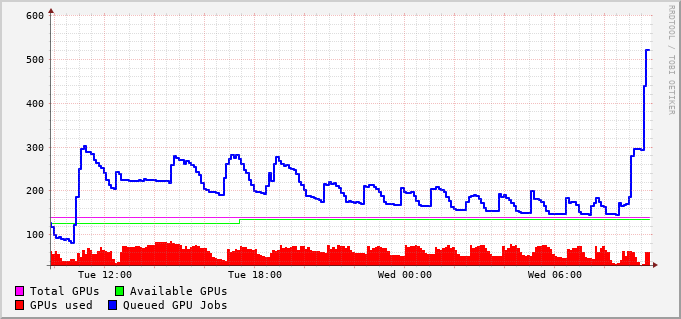 600
500
400
300
200
100
Tue 12:00 Tue 18:00 Wed 00:00 Wed 06:00
Total GPUs Available GPUs
GPUs used Queued GPU Jobs
RRDTOOL / TOBI OETIKER